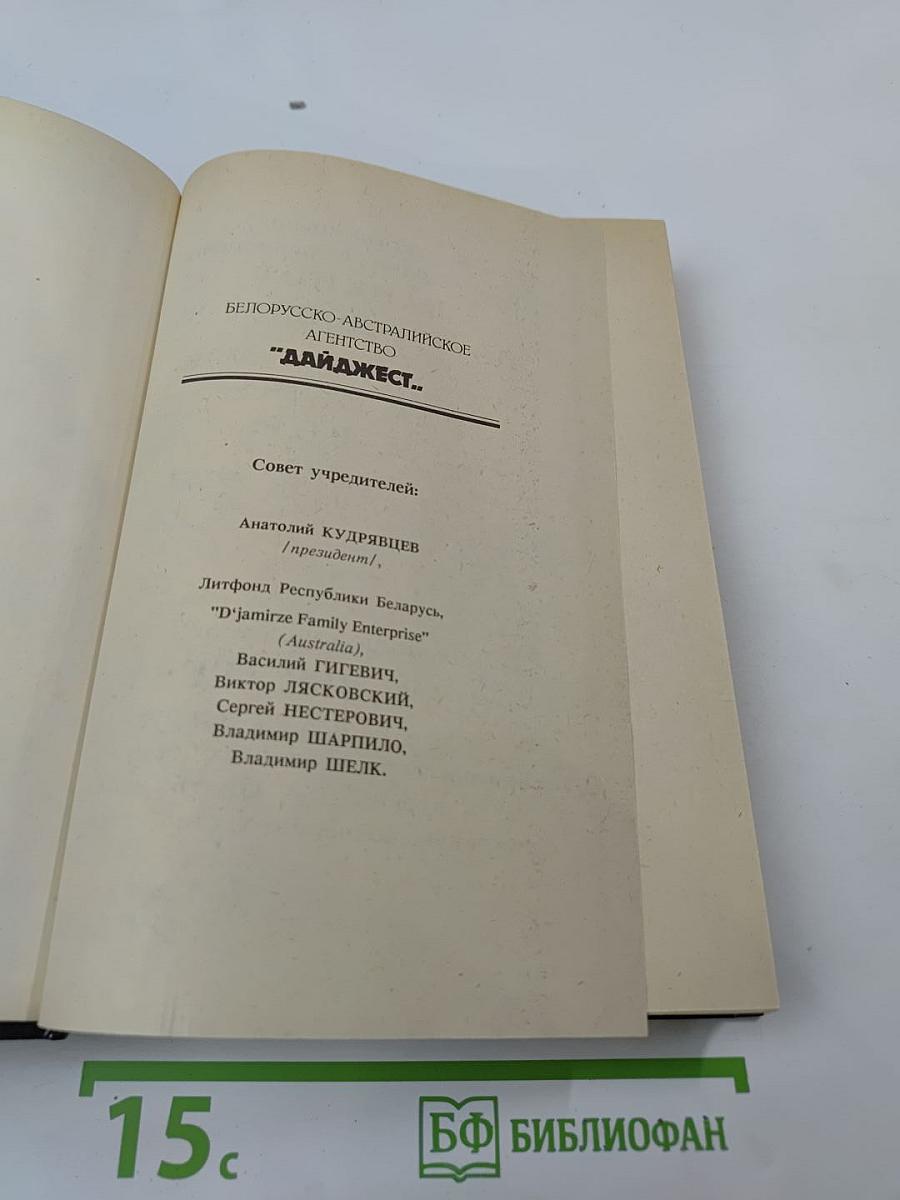 БЕЛОРУССКО-АВСТРАЛИЙСКОЕ
АГЕНТСТВО
"ДАЙДЖЕСТ„
Совет учредителей:
Анатолий КУДРЯВЦЕВ
/президент/,
Литфонд Республики Беларусь,
"D‘jamirze Family Enterprise"
(Australia),
Василий ГИГЕВИЧ,
Виктор ЛЯСКОВСКИЙ,
Сергей НЕСТЕРОВИЧ,
Владимир ШАРПИЛО,
Владимир ШЕЛК.
15 с
БФ БИБЛИОФАН